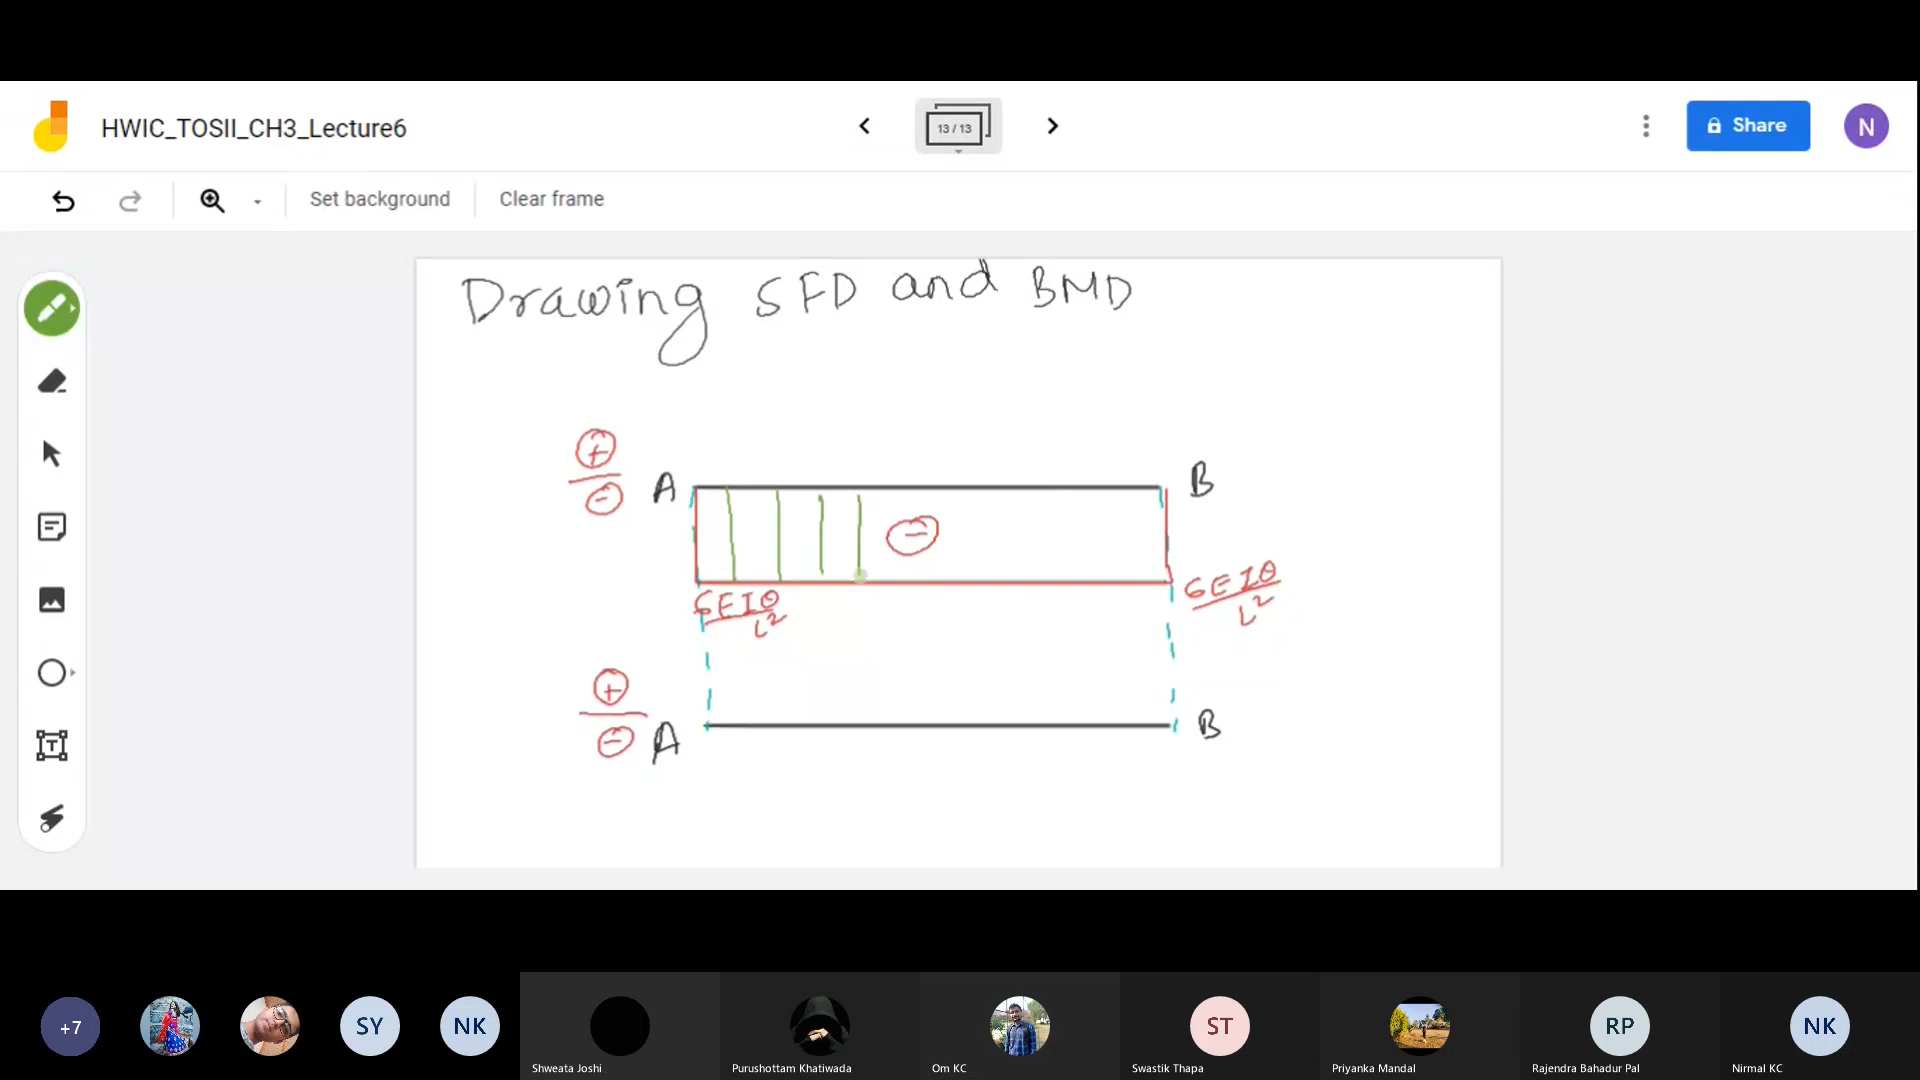 HWIC_TOSII_CH3_Lecture6
13 / 13
Share
N
Set background
Clear frame
Drawing SFD and BMD
+
−
A
B
−
6EIθ
L²
6EIθ
L²
+
−
A
B
T
+7
SY
NK
ST
RP
NK
Shweata Joshi
Purushottam Khatiwada
Om KC
Swastik Thapa
Priyanka Mandal
Rajendra Bahadur Pal
Nirmal KC